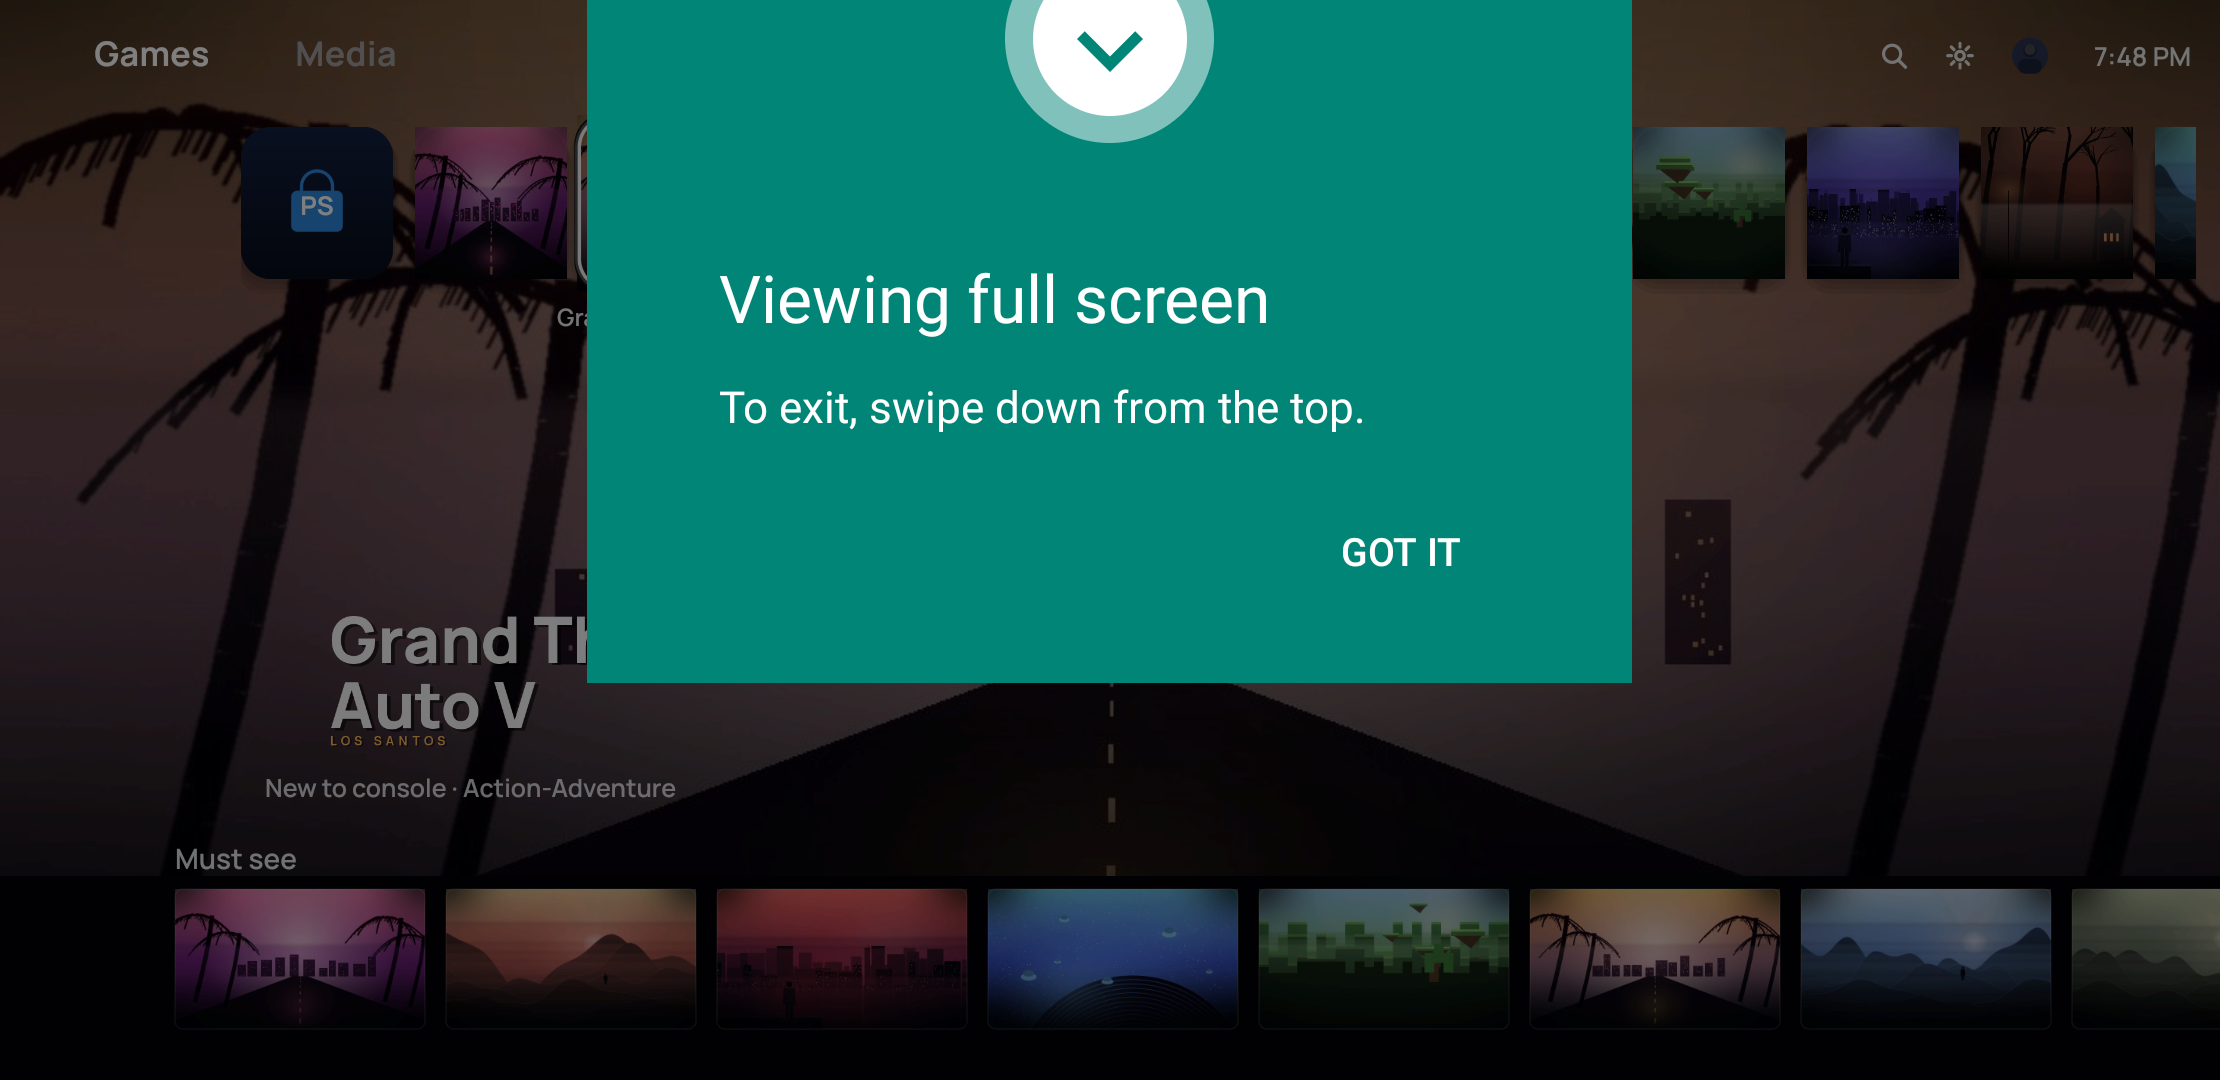 Games
Media
7:48 PM
PS
Viewing full screen
To exit, swipe down from the top.
GOT IT
Grand Th
Auto V
LOS SANTOS
New to console · Action-Adventure
Must see